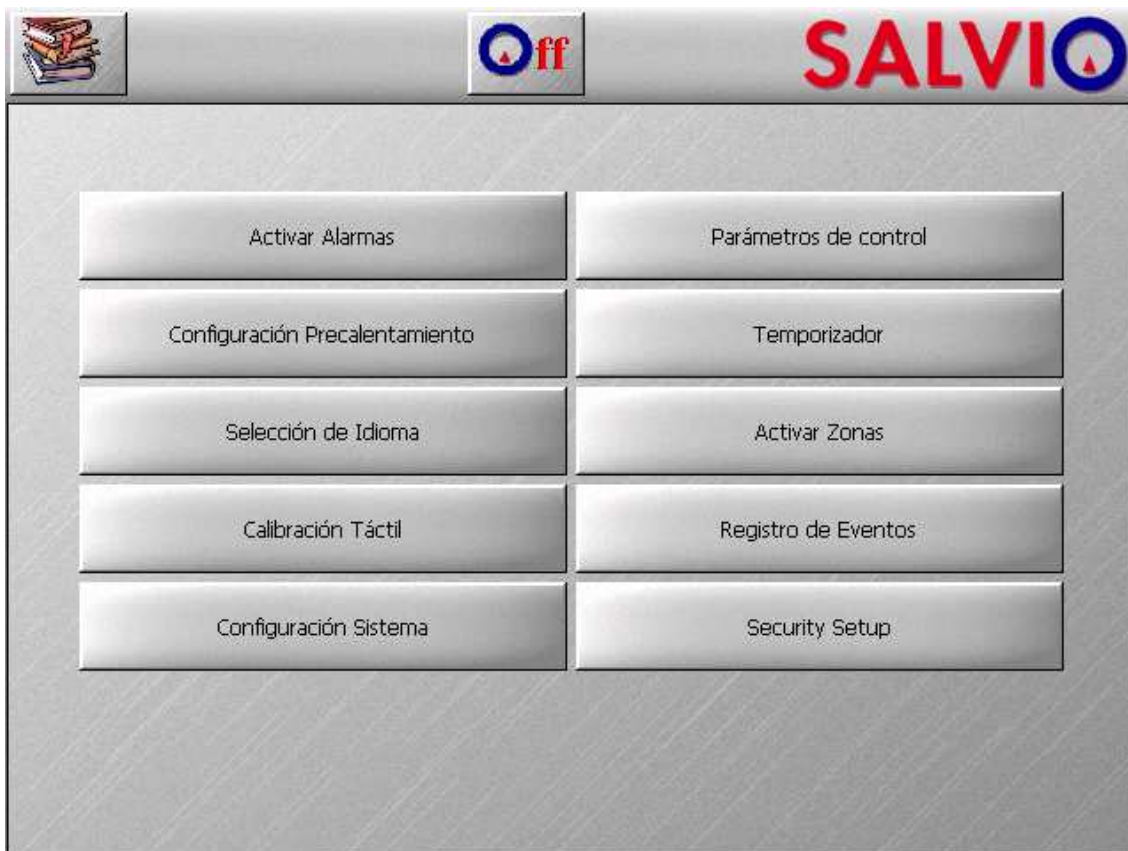 Off
SALVIO
Activar Alarmas
Parámetros de control
Configuración Precalentamiento
Temporizador
Selección de Idioma
Activar Zonas
Calibración Táctil
Registro de Eventos
Configuración Sistema
Security Setup